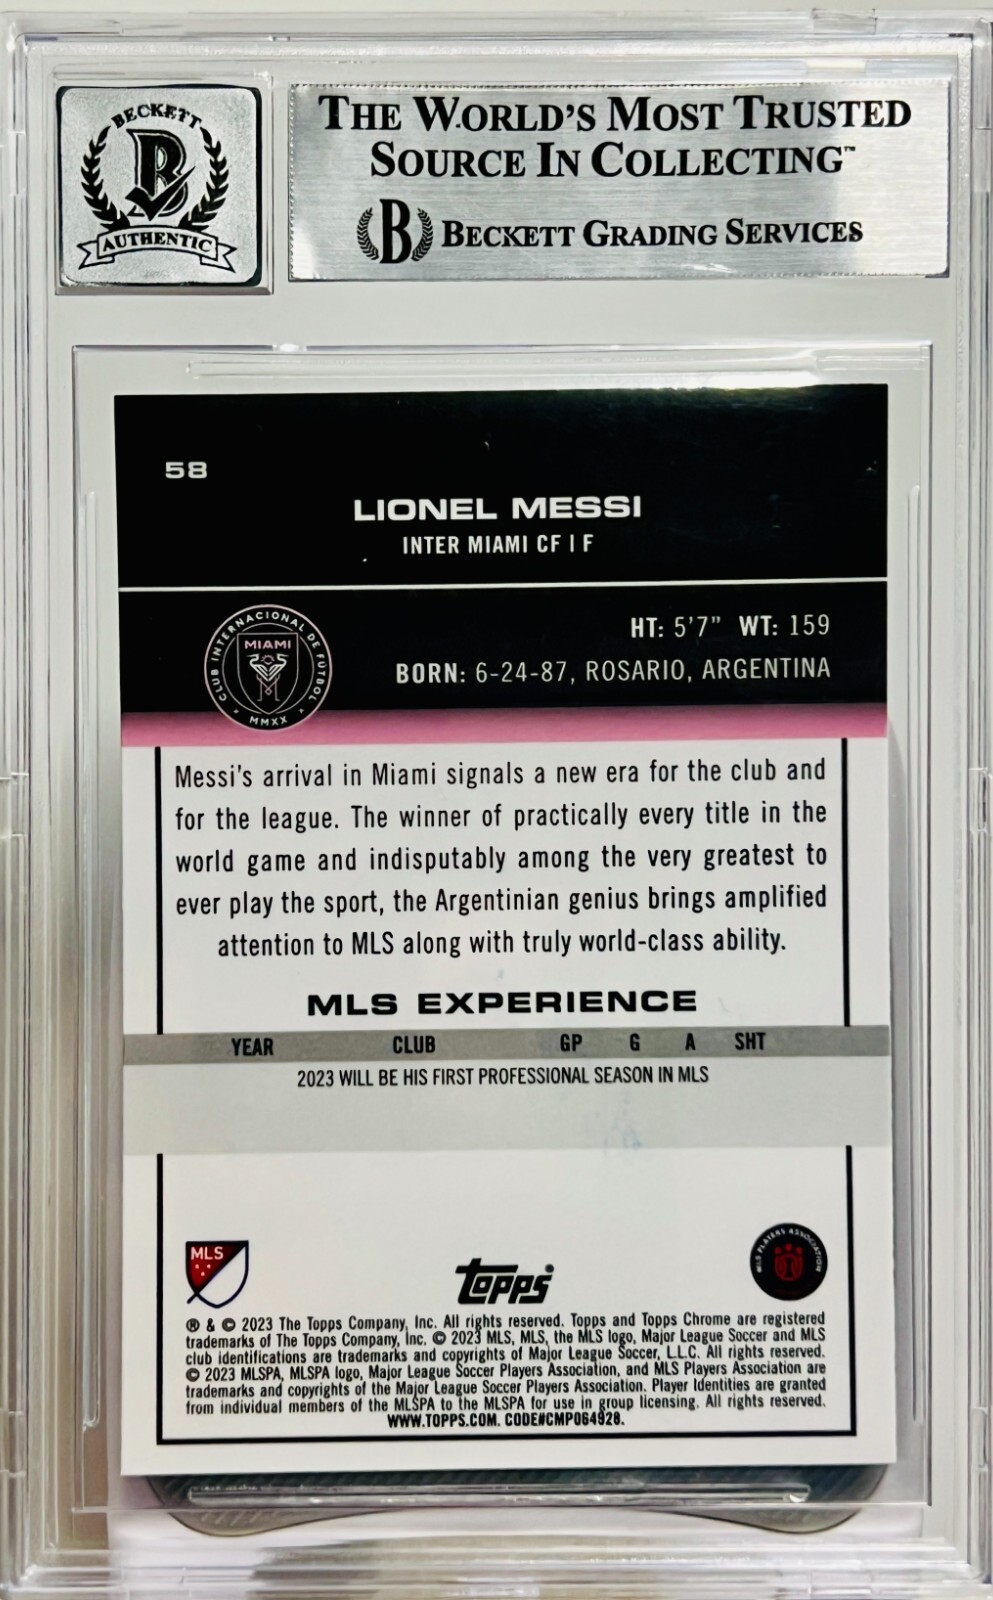 BECKETT
AUTHENTIC
THE WORLD'S MOST TRUSTED
SOURCE IN COLLECTING™
B BECKETT GRADING SERVICES
58
LIONEL MESSI
INTER MIAMI CF | F
CLUB INTERNACIONAL DE FÚTBOL
MIAMI
MMXX
HT: 5'7" WT: 159
BORN: 6-24-87, ROSARIO, ARGENTINA
Messi's arrival in Miami signals a new era for the club and
for the league. The winner of practically every title in the
world game and indisputably among the very greatest to
ever play the sport, the Argentinian genius brings amplified
attention to MLS along with truly world-class ability.
MLS EXPERIENCE
YEAR CLUB GP G A SHT
2023 WILL BE HIS FIRST PROFESSIONAL SEASON IN MLS
MLS
topps
MLS PLAYERS ASSOCIATION
® & © 2023 The Topps Company, Inc. All rights reserved. Topps and Topps Chrome are registered
trademarks of The Topps Company, Inc. © 2023 MLS, MLS, the MLS logo, Major League Soccer and MLS
club identifications are trademarks and copyrights of Major League Soccer, L.L.C. All rights reserved.
© 2023 MLSPA, MLSPA logo, Major League Soccer Players Association, and MLS Players Association are
trademarks and copyrights of the Major League Soccer Players Association. Player Identities are granted
from individual members of the MLSPA to the MLSPA for use in group licensing. All rights reserved.
WWW.TOPPS.COM. CODE#CMP064928.